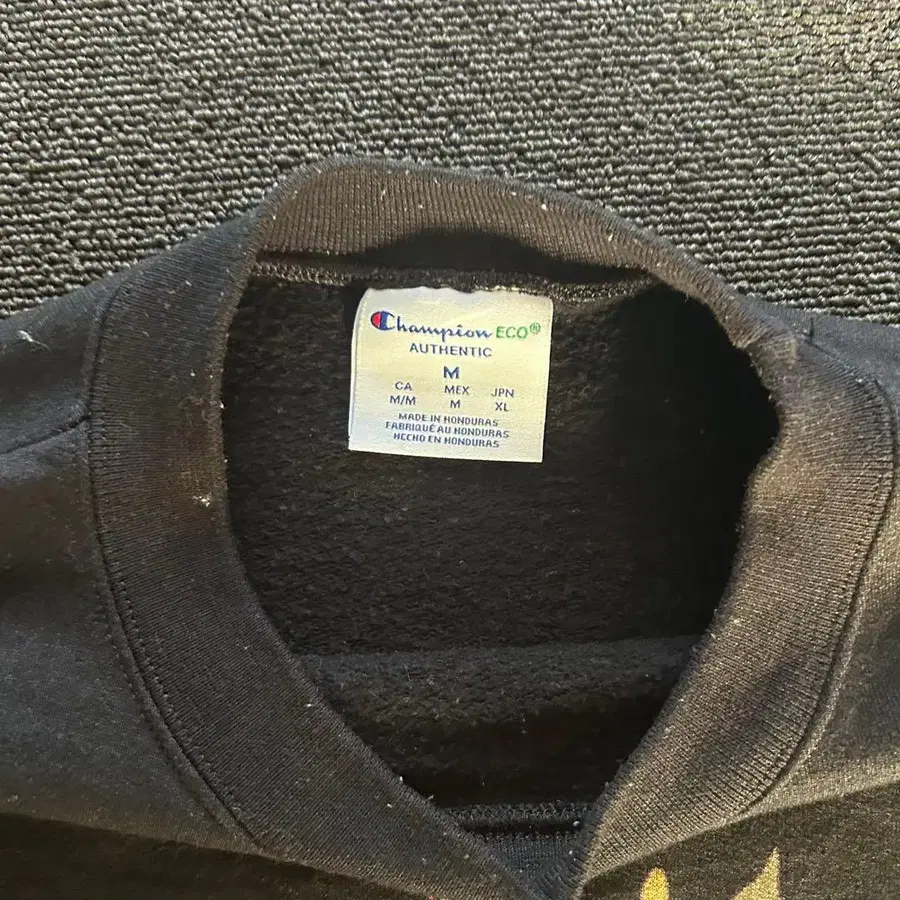 Champion ECO®
AUTHENTIC
M
CA MEX JPN
M/M M XL
MADE IN HONDURAS
FABRIQUÉ AU HONDURAS
HECHO EN HONDURAS